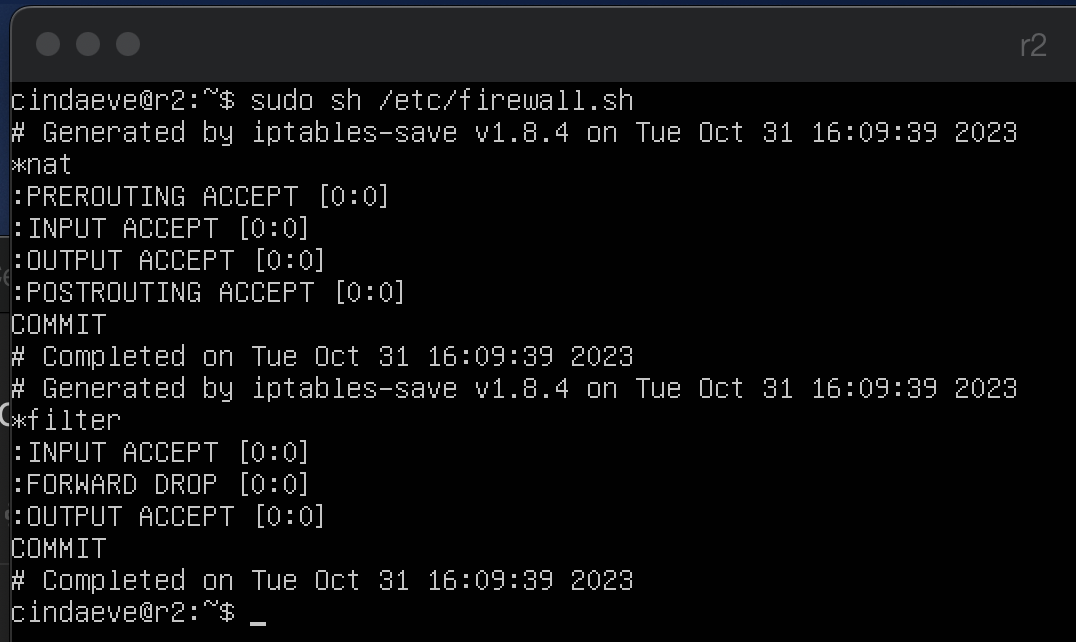 r2
cindaeve@r2:~$ sudo sh /etc/firewall.sh
# Generated by iptables-save v1.8.4 on Tue Oct 31 16:09:39 2023
*nat
:PREROUTING ACCEPT [0:0]
:INPUT ACCEPT [0:0]
:OUTPUT ACCEPT [0:0]
:POSTROUTING ACCEPT [0:0]
COMMIT
# Completed on Tue Oct 31 16:09:39 2023
# Generated by iptables-save v1.8.4 on Tue Oct 31 16:09:39 2023
*filter
:INPUT ACCEPT [0:0]
:FORWARD DROP [0:0]
:OUTPUT ACCEPT [0:0]
COMMIT
# Completed on Tue Oct 31 16:09:39 2023
cindaeve@r2:~$ _